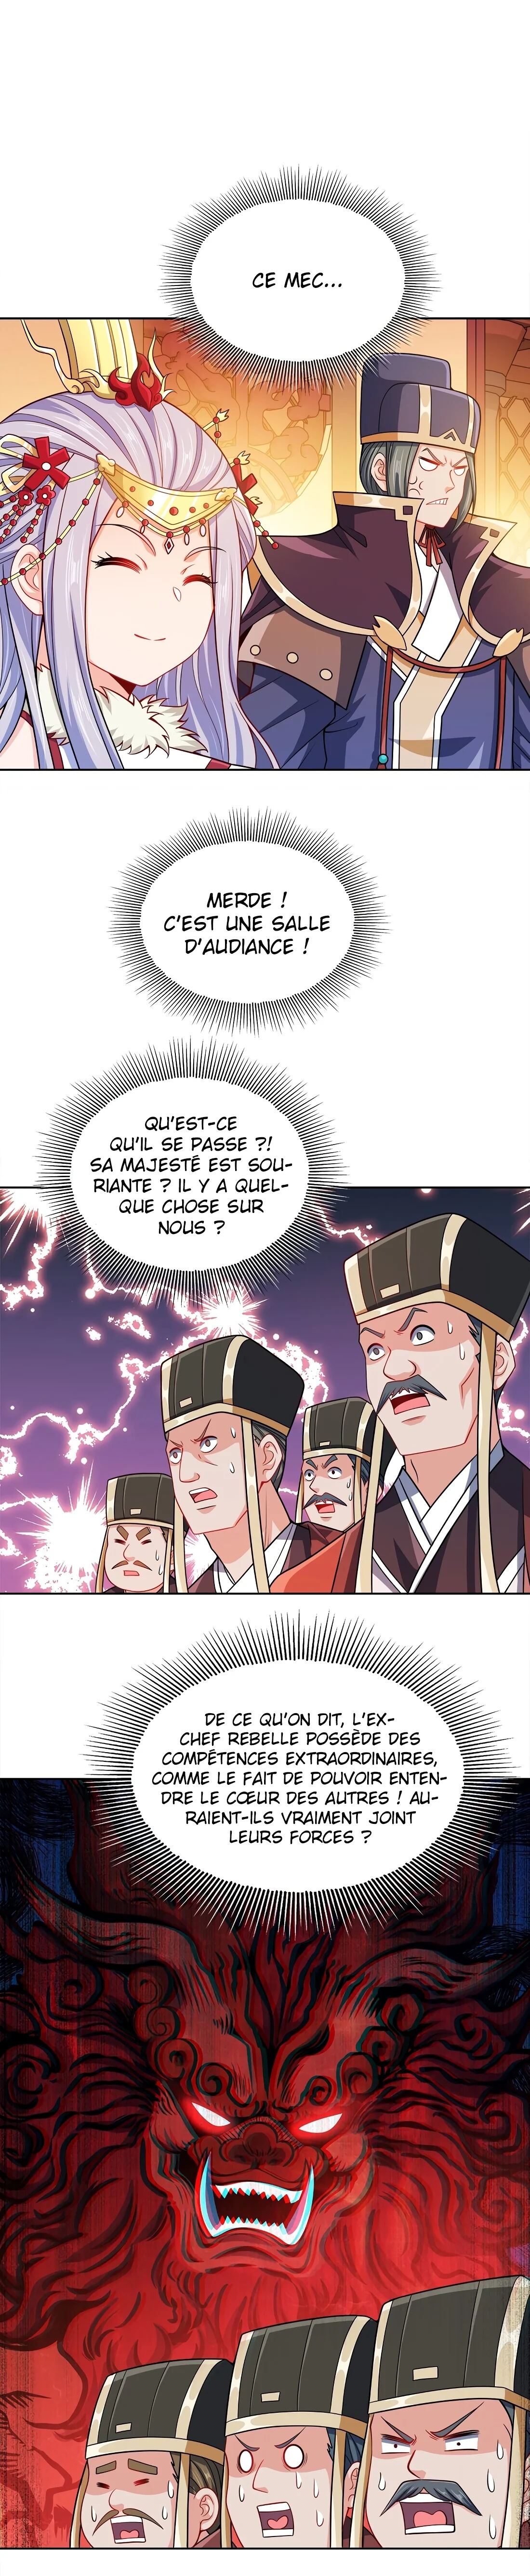 CE MEC...
MERDE !
C'EST UNE SALLE
D'AUDIANCE !
QU'EST-CE
QU'IL SE PASSE ?!
SA MAJESTÉ EST SOU-
RIANTE ? IL Y A QUEL-
QUE CHOSE SUR
NOUS ?
DE CE QU'ON DIT, L'EX-
CHEF REBELLE POSSÈDE DES
COMPÉTENCES EXTRAORDINAIRES,
COMME LE FAIT DE POUVOIR ENTEN-
DRE LE CŒUR DES AUTRES ! AU-
RAIENT-ILS VRAIMENT JOINT
LEURS FORCES ?